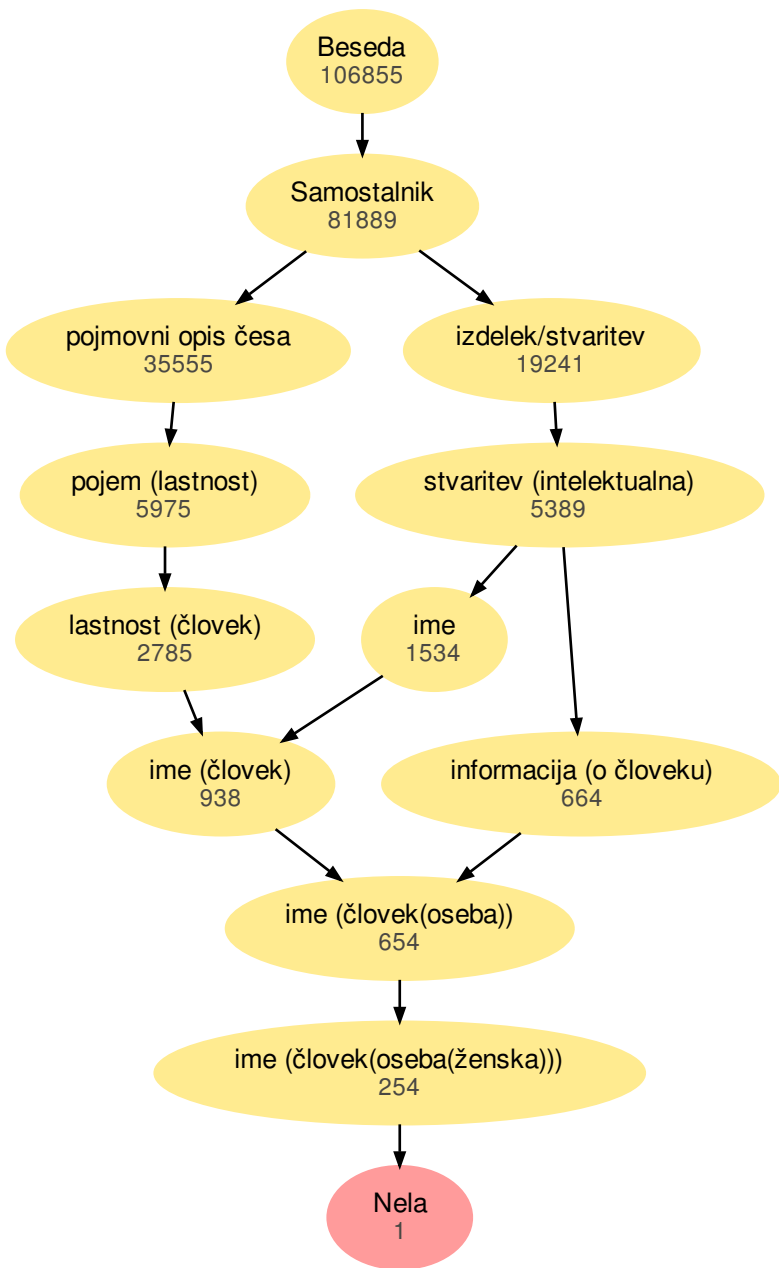 Beseda
106855
Samostalnik
81889
pojmovni opis česa
35555
izdelek/stvaritev
19241
pojem (lastnost)
5975
stvaritev (intelektualna)
5389
lastnost (človek)
2785
ime
1534
ime (človek)
938
informacija (o človeku)
664
ime (človek(oseba))
654
ime (človek(oseba(ženska)))
254
Nela
1